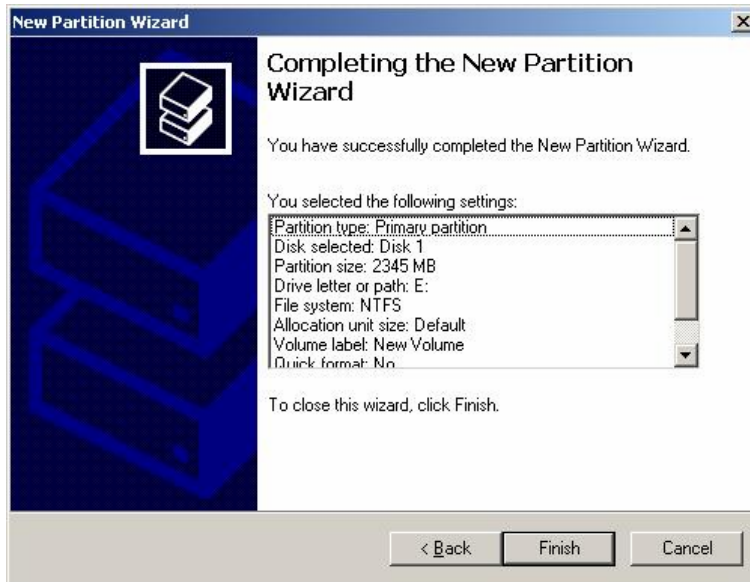 New Partition Wizard
Completing the New Partition
Wizard
You have successfully completed the New Partition Wizard.
You selected the following settings:
Partition type: Primary partition
Disk selected: Disk 1
Partition size: 2345 MB
Drive letter or path: E:
File system: NTFS
Allocation unit size: Default
Volume label: New Volume
Quick format: No
To close this wizard, click Finish.
< Back
Finish
Cancel